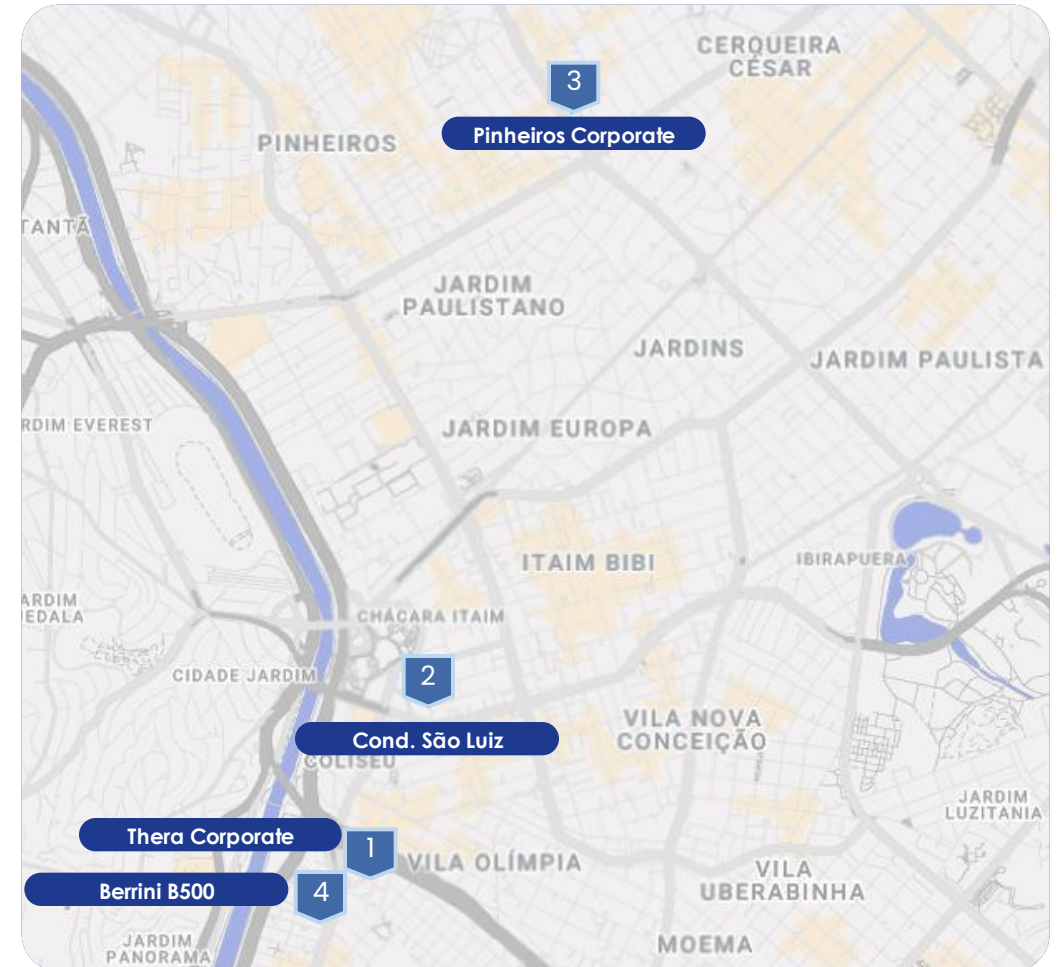 CERQUEIRA
CÉSAR
3
Pinheiros Corporate
PINHEIROS
TANTÃ
JARDIM
PAULISTANO
JARDINS
JARDIM PAULISTA
RDIM EVEREST
JARDIM EUROPA
ITAIM BIBI
IBIRAPUERA
ARDIM
EDALA
CHÁCARA ITAIM
CIDADE JARDIM
2
VILA NOVA
CONCEIÇÃO
Cond. São Luiz
COLISEU
JARDIM
LUZITANIA
Thera Corporate
1
VILA OLÍMPIA
VILA
UBERABINHA
Berrini B500
4
JARDIM
PANORAMA
MOEMA